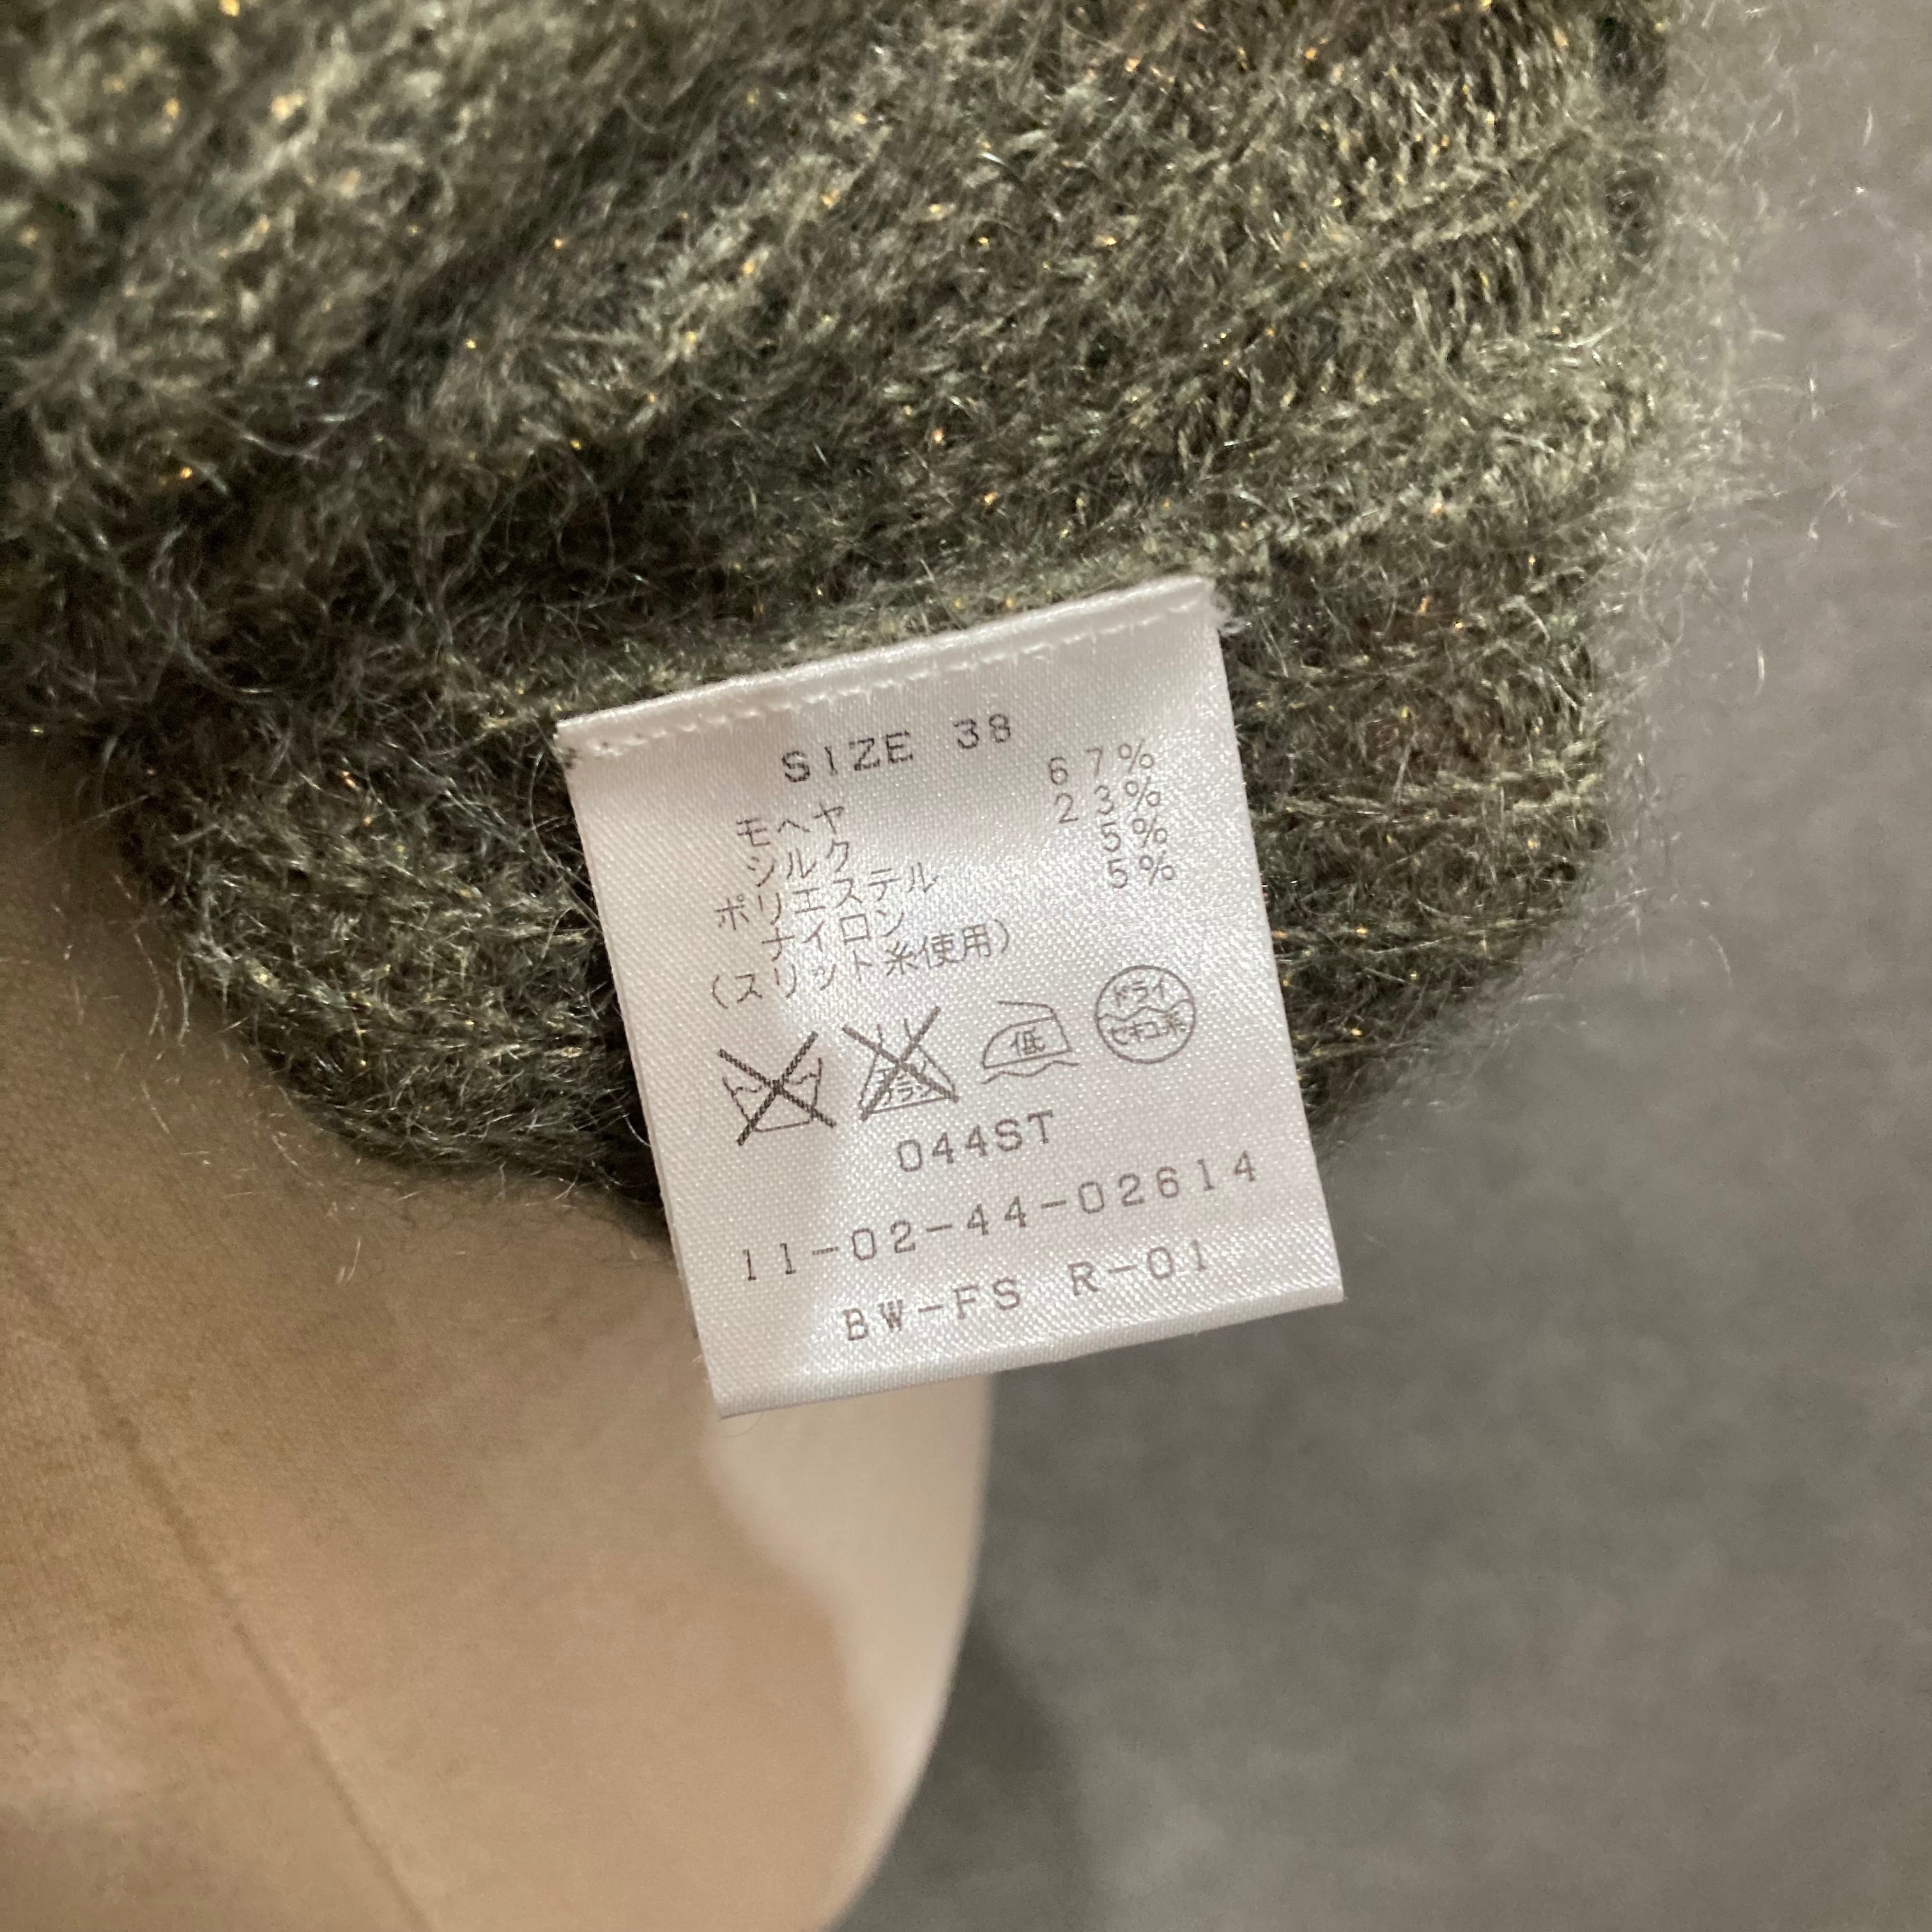 SIZE 38
モヘヤ 67%
シルク 23%
ポリエステル 5%
ナイロン 5%
(スリット糸使用)
低
ドライ
セキユ系
044ST
11-02-44-02614
BW-FS R-01